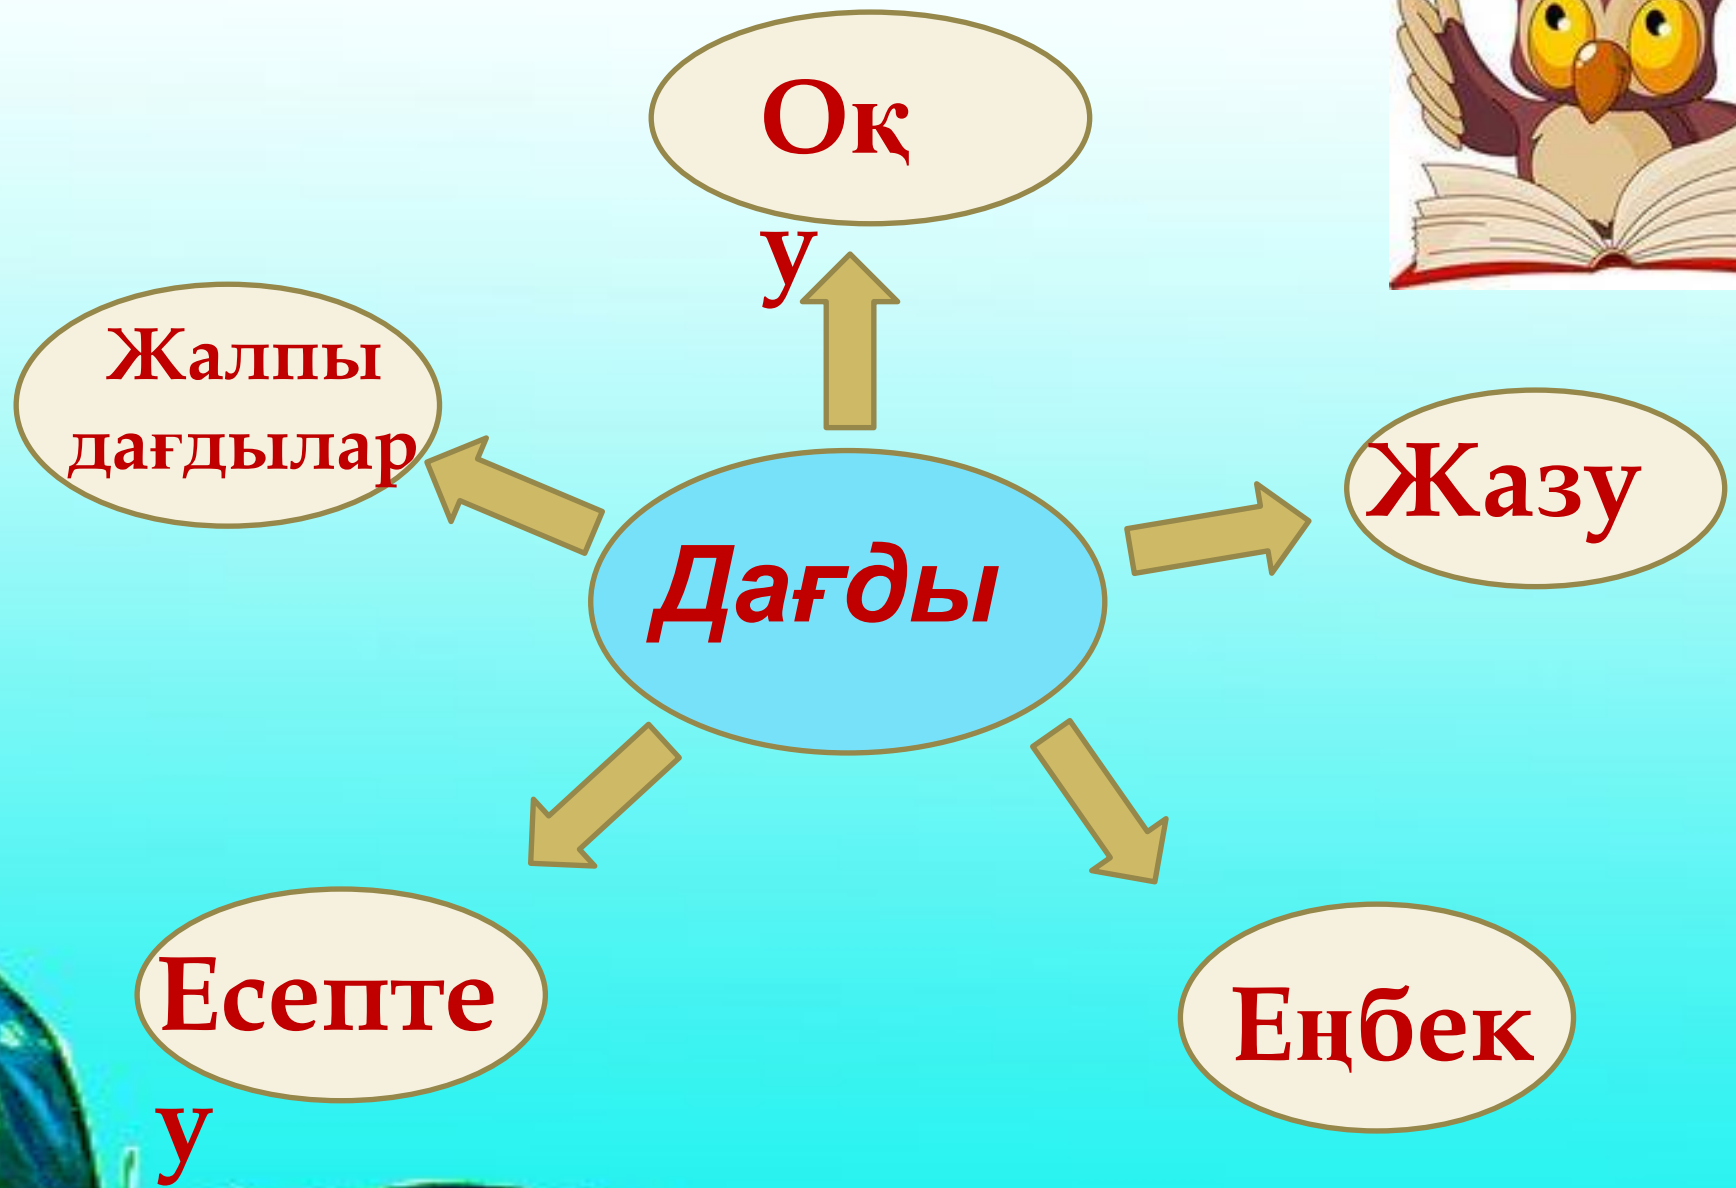 Оқ
у
Жалпы
дағдылар
Жазу
Дағды
Есепте
у
Еңбек